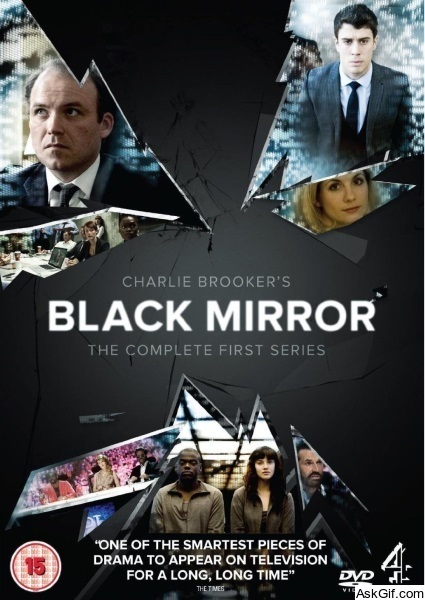 CHARLIE BROOKER'S
BLACK MIRROR
THE COMPLETE FIRST SERIES
"ONE OF THE SMARTEST PIECES OF
DRAMA TO APPEAR ON TELEVISION
FOR A LONG, LONG TIME"
THE TIMES
15
DVD
VIDEO
4
AskGif.com